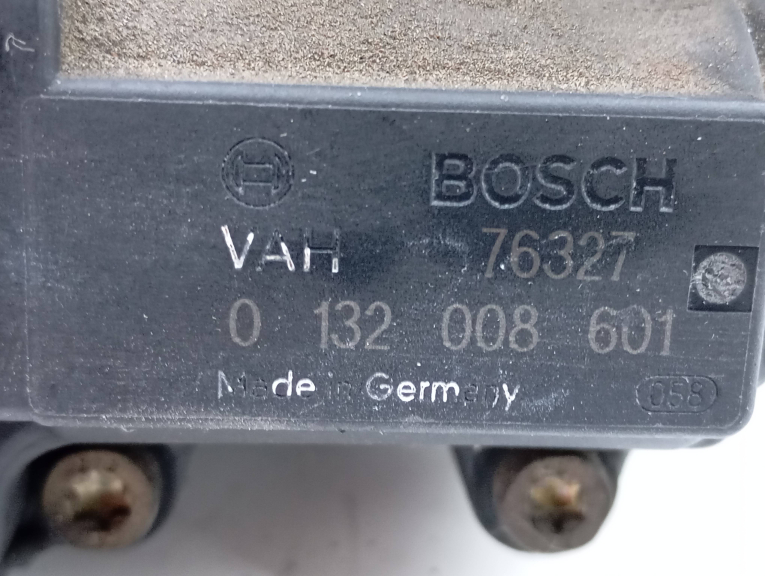 BOSCH
VAH 76327
0 132 008 601
Made in Germany 058